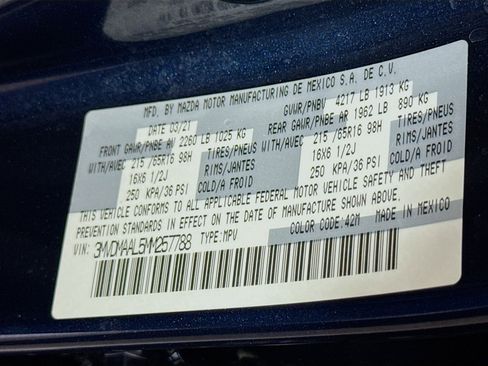 MFD. BY MAZDA MOTOR MANUFACTURING DE MEXICO S.A. DE C.V.
DATE 03/21 GVWR/PNBV 4217 LB 1913 KG
FRONT GAWR/PNBE AV 2260 LB 1025 KG REAR GAWR/PNBE AR 1962 LB 890 KG
WITH/AVEC 215 /65R16 98H TIRES/PNEUS WITH/AVEC 215 /65R16 98H TIRES/PNEUS
16X6 1/2J RIMS/JANTES 16X6 1/2J RIMS/JANTES
250 KPA/36 PSI COLD/A FROID 250 KPA/36 PSI COLD/A FROID
THIS VEHICLE CONFORMS TO ALL APPLICABLE FEDERAL MOTOR VEHICLE SAFETY AND THEFT
PREVENTION STANDARDS IN EFFECT ON THE DATE OF MANUFACTURE SHOWN ABOVE.
VIN: 3MVDMAAL5MM257788 TYPE:MPV COLOR CODE:42M MADE IN MEXICO